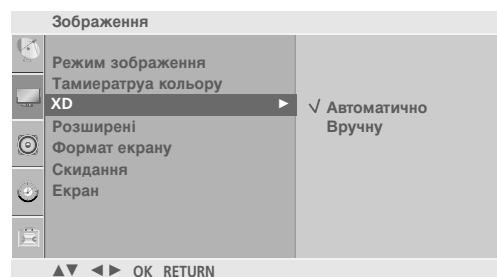 Зображення
Режим зображення
Тамиератруа кольору
XD ►
√ Автоматично
Вручну
Розширені
Формат екрану
Скидання
Екран
▲▼ ◄► OK RETURN